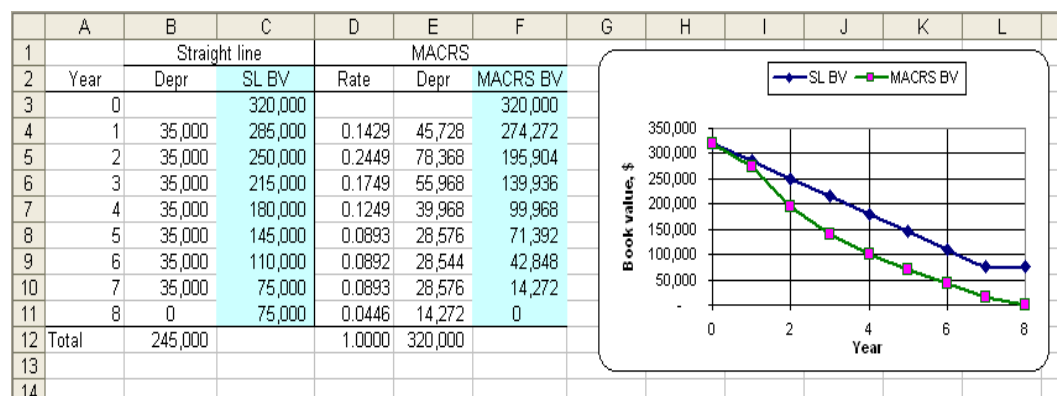 A B C D E F G H I J K L
1 Straight line MACRS
2 Year Depr SL BV Rate Depr MACRS BV
3 0 320,000 320,000
4 1 35,000 285,000 0.1429 45,728 274,272
5 2 35,000 250,000 0.2449 78,368 195,904
6 3 35,000 215,000 0.1749 55,968 139,936
7 4 35,000 180,000 0.1249 39,968 99,968
8 5 35,000 145,000 0.0893 28,576 71,392
9 6 35,000 110,000 0.0892 28,544 42,848
10 7 35,000 75,000 0.0893 28,576 14,272
11 8 0 75,000 0.0446 14,272 0
12 Total 245,000 1.0000 320,000
13
14
SL BV MACRS BV
Book value, $
350,000
300,000
250,000
200,000
150,000
100,000
50,000
-
0 2 4 6 8
Year